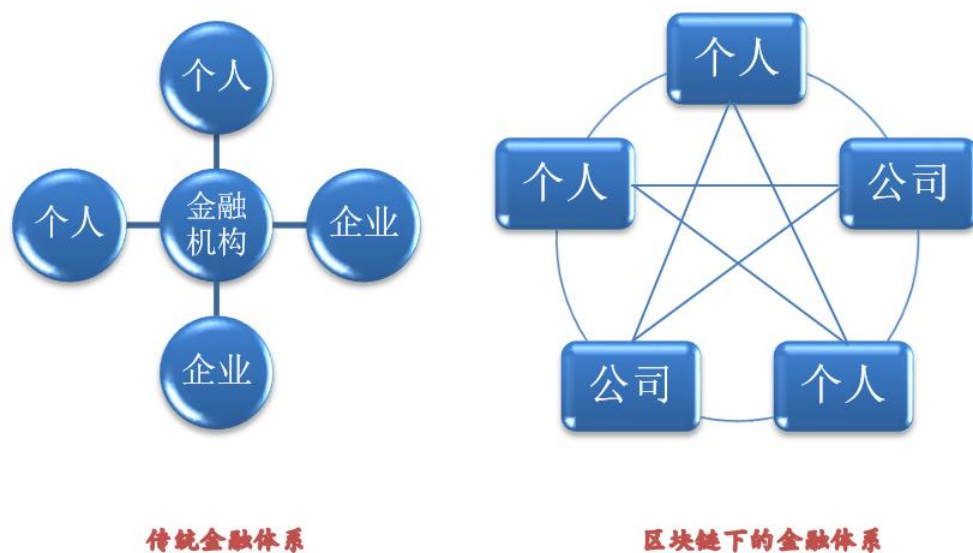 个人
个人
金融
机构
企业
企业
传统金融体系
个人
个人
公司
公司
个人
区块链下的金融体系